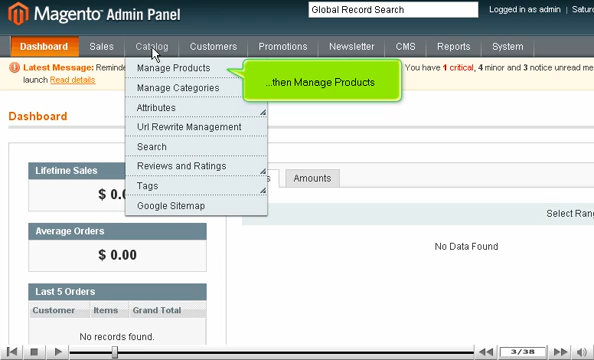 Magento Admin Panel
Global Record Search
Logged in as admin | Satur
Dashboard Sales Catalog Customers Promotions Newsletter CMS Reports System
Latest Message: Reminde
You have 1 critical, 4 minor and 3 notice unread me
launch Read details
Manage Products
...then Manage Products
Manage Categories
Attributes
Url Rewrite Management
Search
Reviews and Ratings
Tags
Google Sitemap
Dashboard
Lifetime Sales
$ 0.0
Amounts
Select Rang
Average Orders
$ 0.00
No Data Found
Last 5 Orders
Customer Items Grand Total
No records found.
3/38